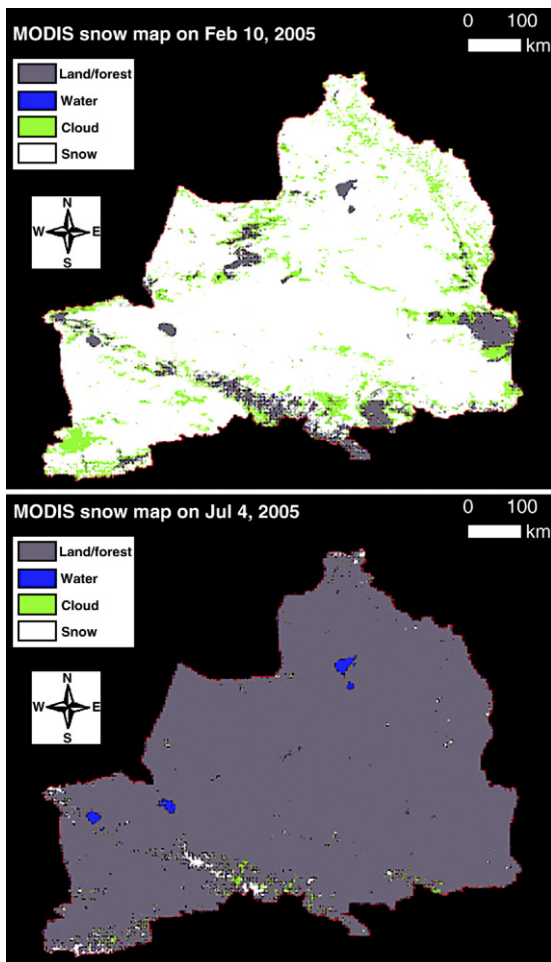 MODIS snow map on Feb 10, 2005
0 100
km
Land/forest
Water
Cloud
Snow
N
W E
S
MODIS snow map on Jul 4, 2005
0 100
km
Land/forest
Water
Cloud
Snow
N
W E
S